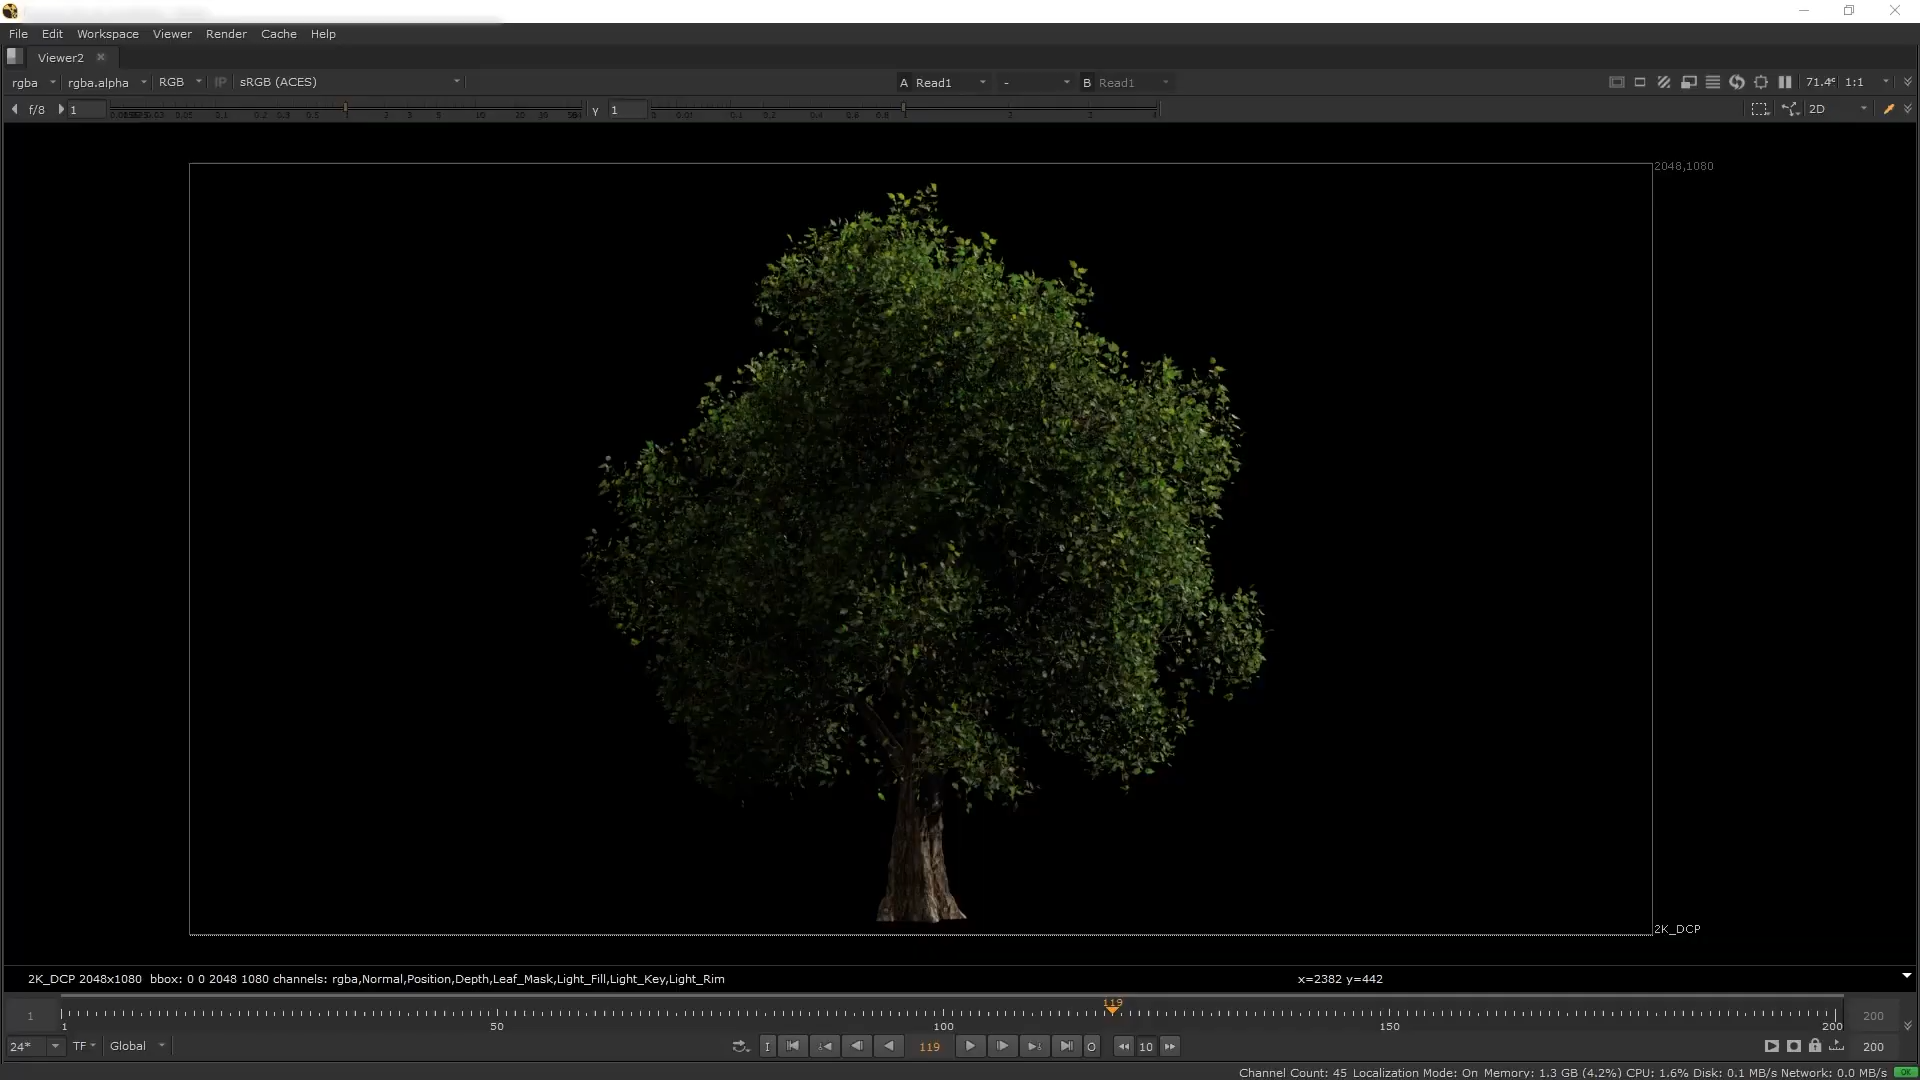 File Edit Workspace Viewer Render Cache Help
Viewer2
rgba rgba.alpha RGB IP sRGB (ACES) A Read1 - B Read1 1:1
f/8 1 γ 1 2D
2048,1080
2K_DCP
2K_DCP 2048x1080 bbox: 0 0 2048 1080 channels: rgba,Normal,Position,Depth,Leaf_Mask,Light_Fill,Light_Key,Light_Rim x=2382 y=442
119
1 200
1 50 100 150 200
24* TF Global I 119 O 10 200
Channel Count: 45 Localization Mode: On Memory: 1.3 GB (4.2%) CPU: 1.6% Disk: 0.1 MB/s Network: 0.0 MB/s OK